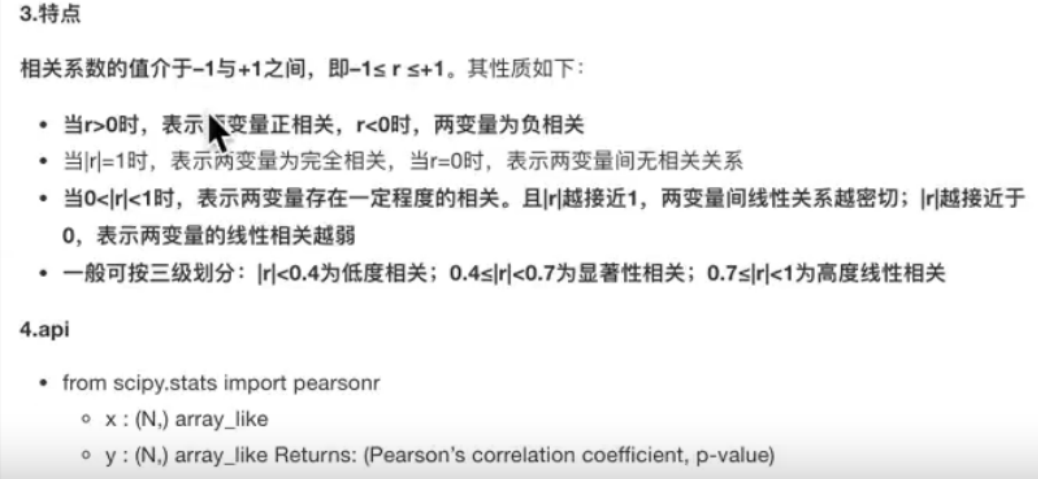 3.特点
相关系数的值介于–1与+1之间，即–1≤ r ≤+1。其性质如下：
• 当r>0时，表示 变量正相关，r<0时，两变量为负相关
• 当|r|=1时，表示两变量为完全相关，当r=0时，表示两变量间无相关关系
• 当0<|r|<1时，表示两变量存在一定程度的相关。且|r|越接近1，两变量间线性关系越密切；|r|越接近于
0，表示两变量的线性相关越弱
• 一般可按三级划分：|r|<0.4为低度相关；0.4≤|r|<0.7为显著性相关；0.7≤|r|<1为高度线性相关
4.api
• from scipy.stats import pearsonr
◦ x : (N,) array_like
◦ y : (N,) array_like Returns: (Pearson’s correlation coefficient, p-value)